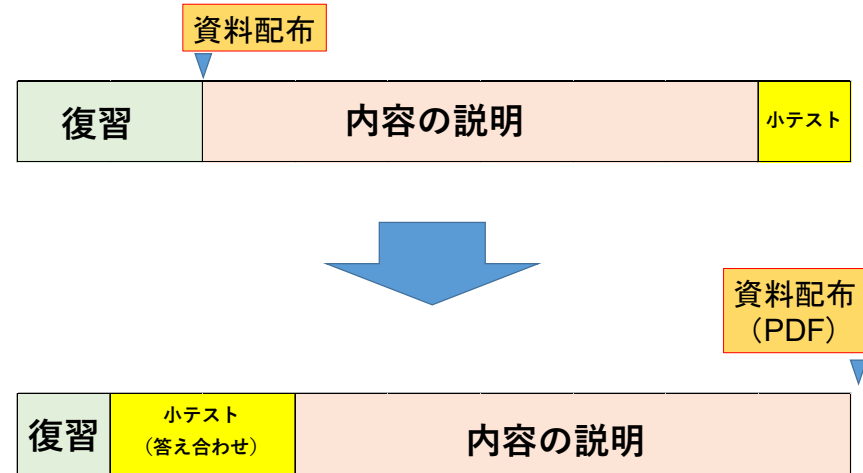 資料配布
復習
内容の説明
小テスト
資料配布
（PDF）
復習
小テスト
（答え合わせ）
内容の説明